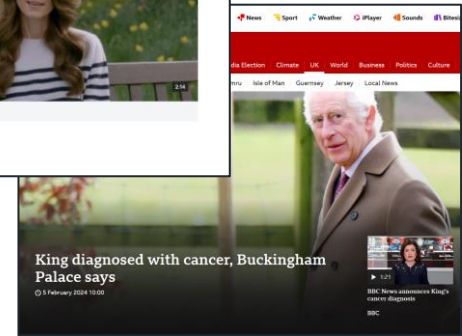 News Sport Weather iPlayer Sounds
dia Election Climate UK World Business Politics Culture
mru Isle of Man Guernsey Jersey Local News
2:14
King diagnosed with cancer, Buckingham
Palace says
5 February 2024 10:00
1:21
BBC News announces King's
cancer diagnosis
BBC